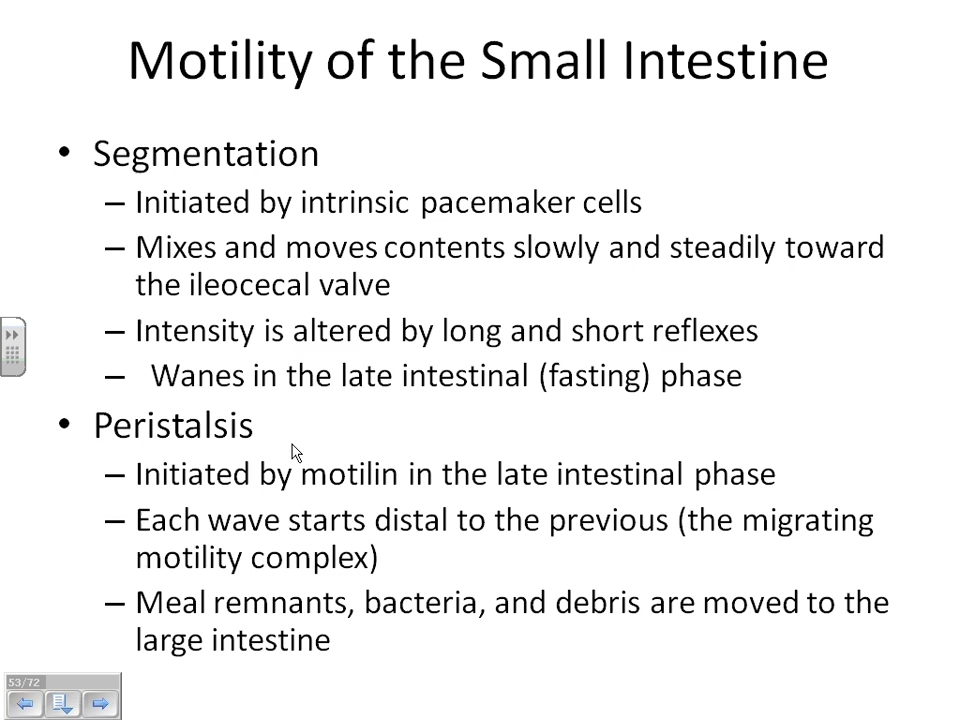 Motility of the Small Intestine
• Segmentation
– Initiated by intrinsic pacemaker cells
– Mixes and moves contents slowly and steadily toward
the ileocecal valve
– Intensity is altered by long and short reflexes
– Wanes in the late intestinal (fasting) phase
• Peristalsis
– Initiated by motilin in the late intestinal phase
– Each wave starts distal to the previous (the migrating
motility complex)
– Meal remnants, bacteria, and debris are moved to the
large intestine
53/72